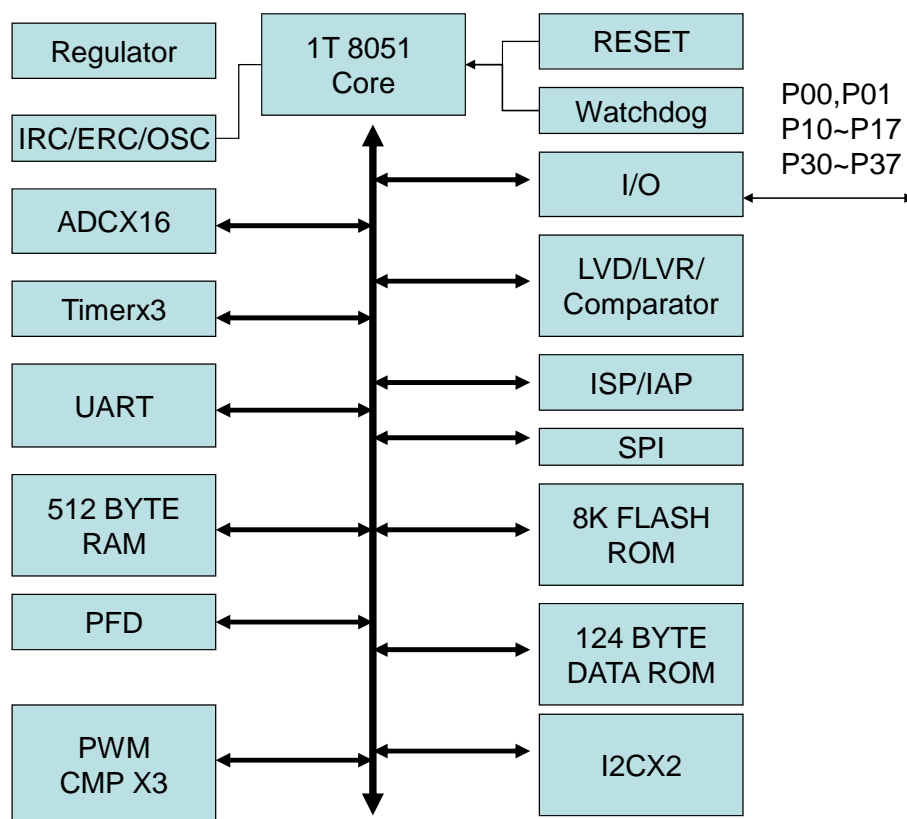 Regulator
1T 8051
Core
RESET
IRC/ERC/OSC
Watchdog
P00,P01
P10~P17
P30~P37
I/O
ADCX16
LVD/LVR/
Comparator
Timerx3
ISP/IAP
UART
SPI
512 BYTE
RAM
8K FLASH
ROM
PFD
124 BYTE
DATA ROM
PWM
CMP X3
I2CX2